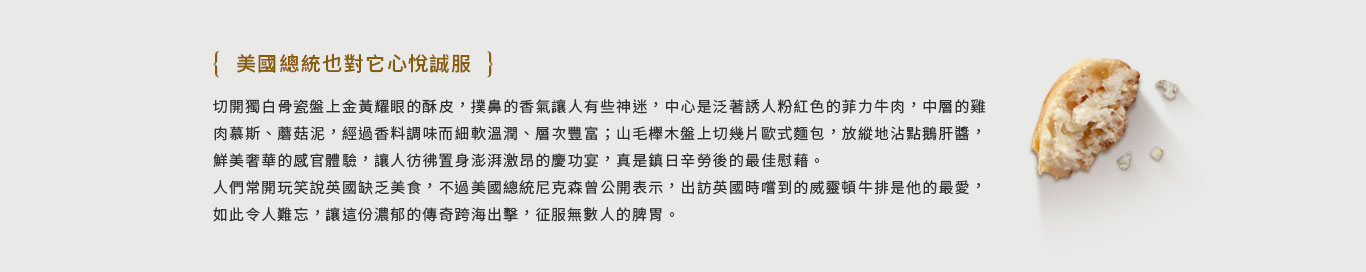 { 美國總統也對它心悅誠服 }
切開獨白骨瓷盤上金黃耀眼的酥皮，撲鼻的香氣讓人有些神迷，中心是泛著誘人粉紅色的菲力牛肉，中層的雞
肉慕斯、蘑菇泥，經過香料調味而細軟溫潤、層次豐富；山毛櫸木盤上切幾片歐式麵包，放縱地沾點鵝肝醬，
鮮美奢華的感官體驗，讓人彷彿置身澎湃激昂的慶功宴，真是鎮日辛勞後的最佳慰藉。
人們常開玩笑說英國缺乏美食，不過美國總統尼克森曾公開表示，出訪英國時嚐到的威靈頓牛排是他的最愛，
如此令人難忘，讓這份濃郁的傳奇跨海出擊，征服無數人的脾胃。